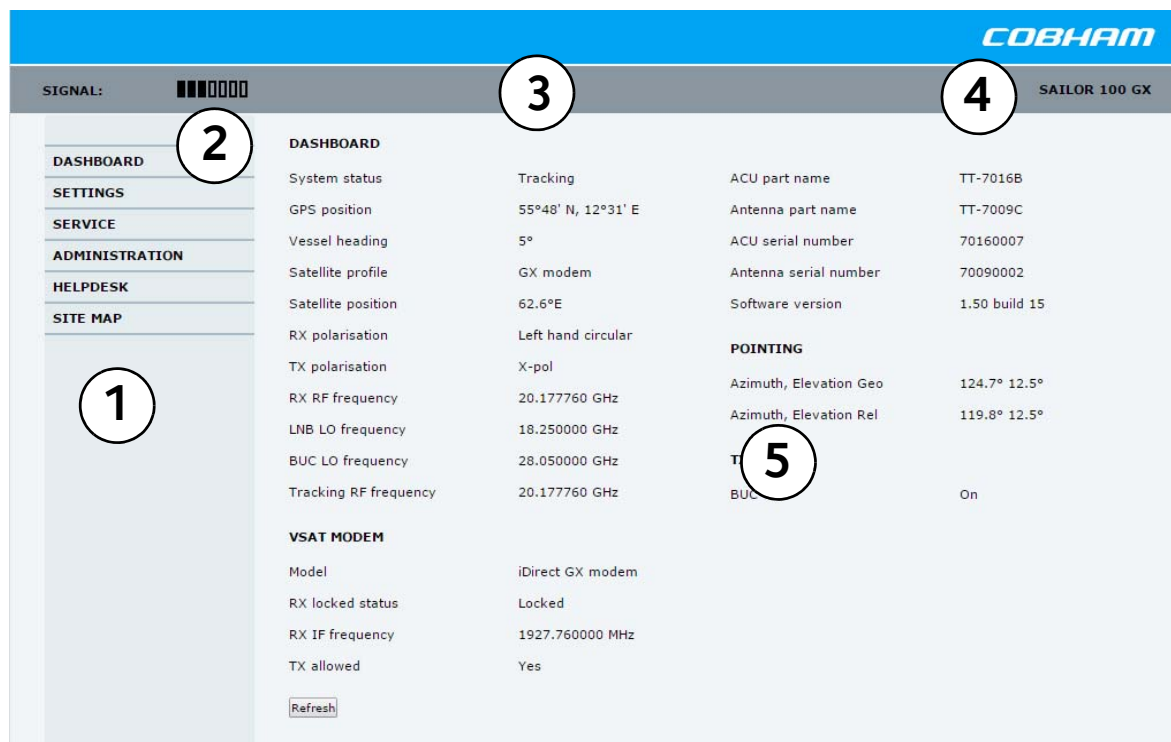 COBHAM
SIGNAL:
SAILOR 100 GX
3
4
2
DASHBOARD
SETTINGS
SERVICE
ADMINISTRATION
HELPDESK
SITE MAP
1
DASHBOARD
System status Tracking
GPS position 55°48' N, 12°31' E
Vessel heading 5°
Satellite profile GX modem
Satellite position 62.6°E
RX polarisation Left hand circular
TX polarisation X-pol
RX RF frequency 20.177760 GHz
LNB LO frequency 18.250000 GHz
BUC LO frequency 28.050000 GHz
Tracking RF frequency 20.177760 GHz
VSAT MODEM
Model iDirect GX modem
RX locked status Locked
RX IF frequency 1927.760000 MHz
TX allowed Yes
Refresh
ACU part name TT-7016B
Antenna part name TT-7009C
ACU serial number 70160007
Antenna serial number 70090002
Software version 1.50 build 15
POINTING
Azimuth, Elevation Geo 124.7° 12.5°
Azimuth, Elevation Rel 119.8° 12.5°
5
BUC On